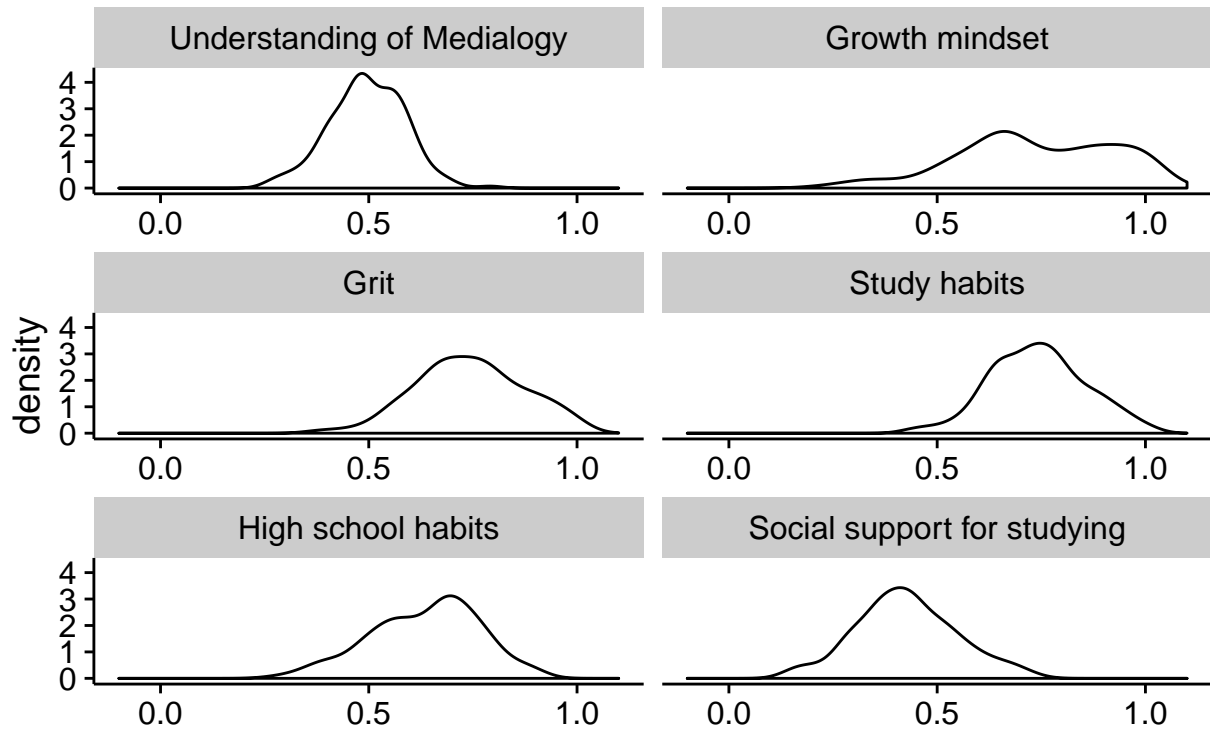 Understanding of Medialogy
Growth mindset
4
3
2
1
0
0.0 0.5 1.0
0.0 0.5 1.0
Grit
Study habits
density
4
3
2
1
0
0.0 0.5 1.0
0.0 0.5 1.0
High school habits
Social support for studying
4
3
2
1
0
0.0 0.5 1.0
0.0 0.5 1.0